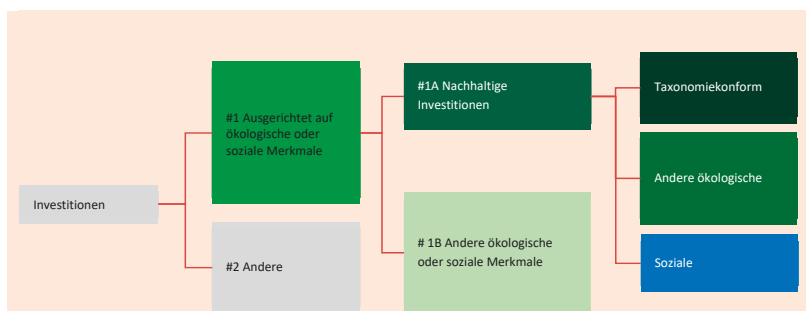 Investitionen
#1 Ausgerichtet auf
ökologische oder
soziale Merkmale
#2 Andere
#1A Nachhaltige
Investitionen
# 1B Andere ökologische
oder soziale Merkmale
Taxonomiekonform
Andere ökologische
Soziale